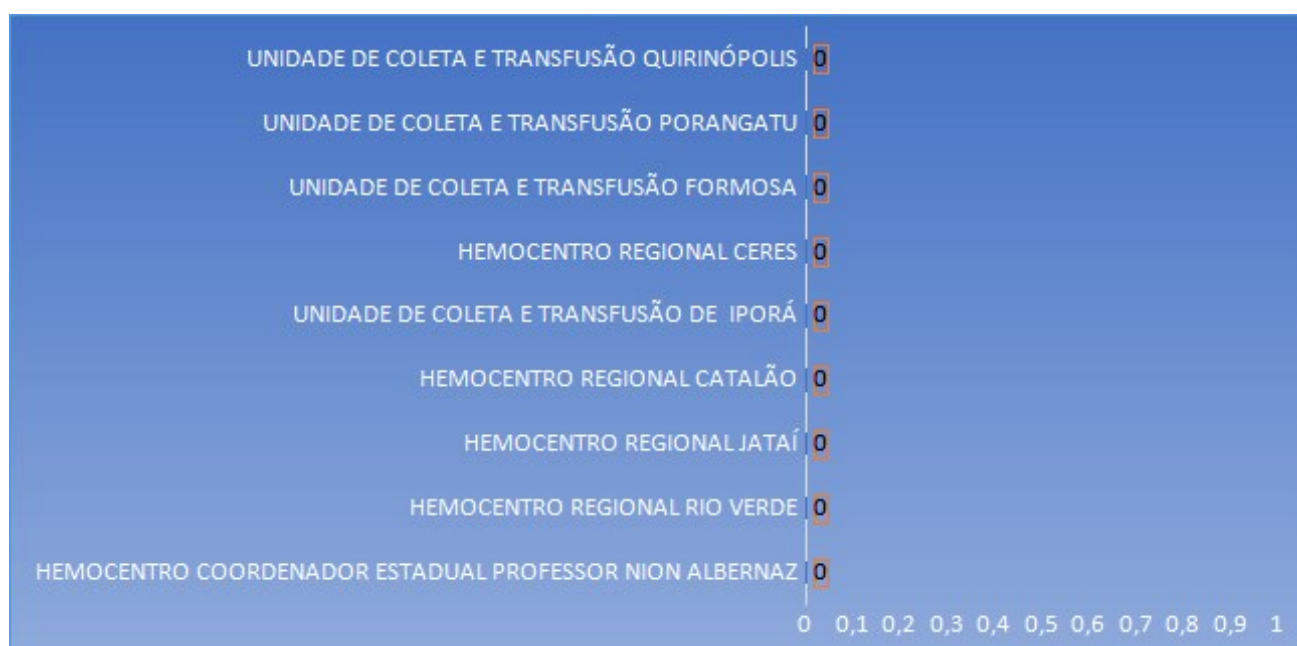 UNIDADE DE COLETA E TRANSFUSÃO QUIRINÓPOLIS 0
UNIDADE DE COLETA E TRANSFUSÃO PORANGATU 0
UNIDADE DE COLETA E TRANSFUSÃO FORMOSA 0
HEMOCENTRO REGIONAL CERES 0
UNIDADE DE COLETA E TRANSFUSÃO DE  IPORÁ 0
HEMOCENTRO REGIONAL CATALÃO 0
HEMOCENTRO REGIONAL JATAÍ 0
HEMOCENTRO REGIONAL RIO VERDE 0
HEMOCENTRO COORDENADOR ESTADUAL PROFESSOR NION ALBERNAZ 0
0 0,1 0,2 0,3 0,4 0,5 0,6 0,7 0,8 0,9 1